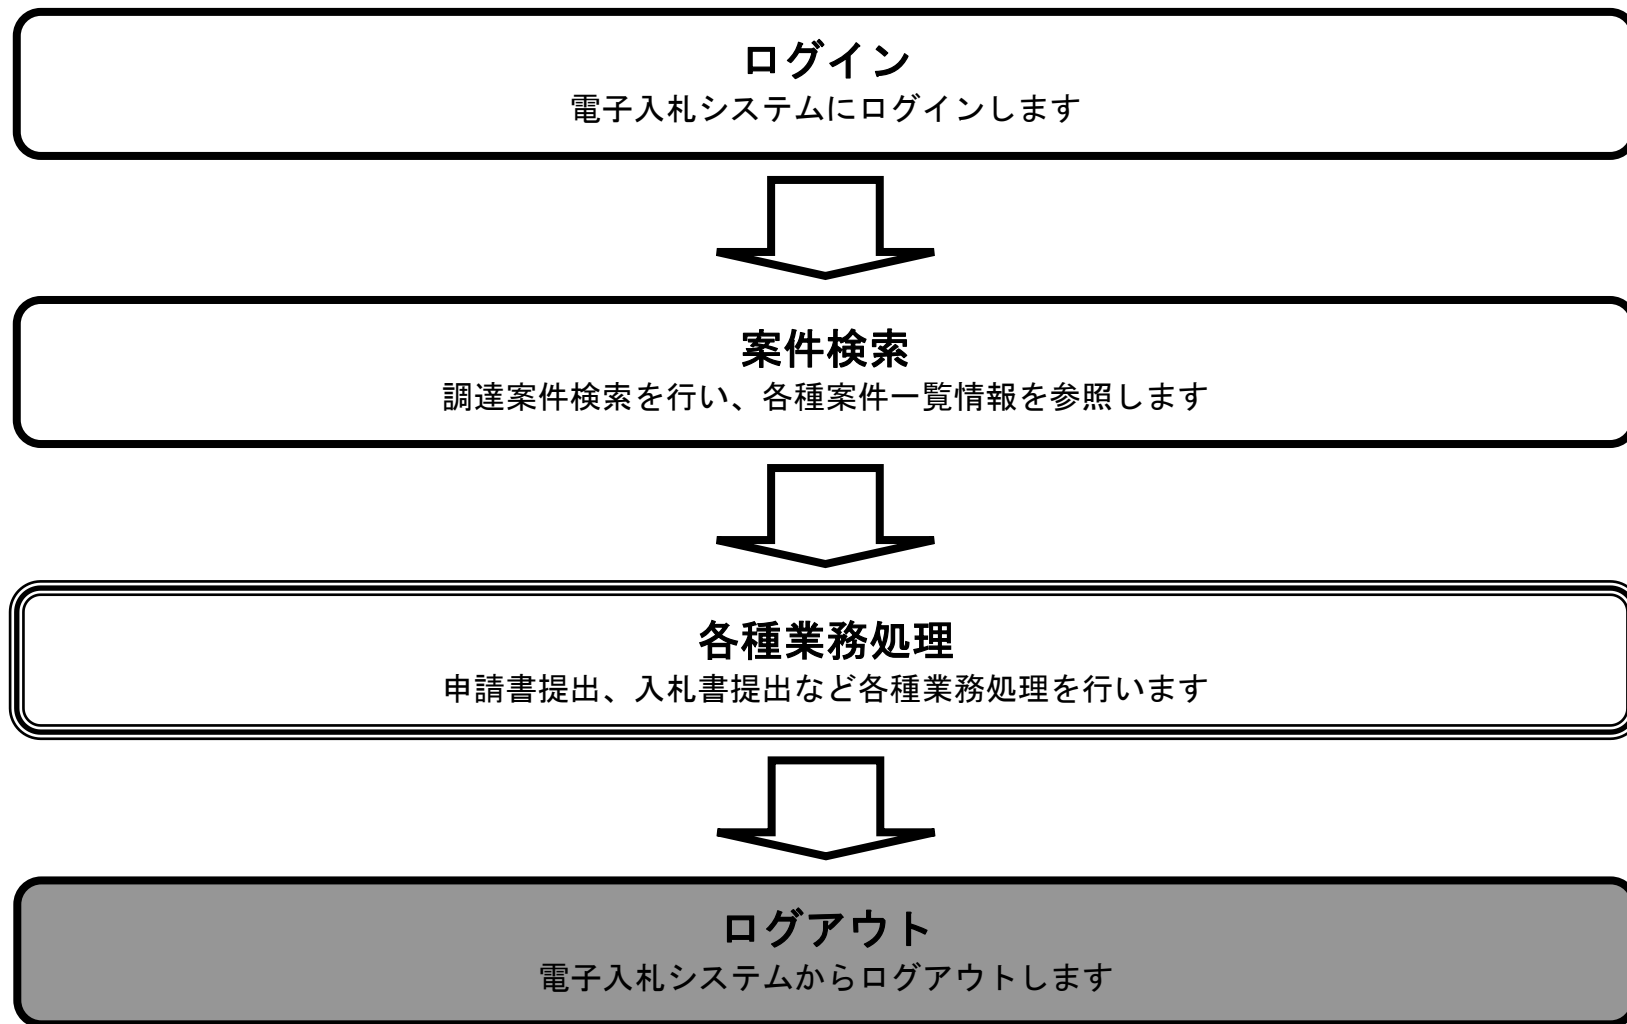 ログイン
電子入札システムにログインします
案件検索
調達案件検索を行い、各種案件一覧情報を参照します
各種業務処理
申請書提出、入札書提出など各種業務処理を行います
ログアウト
電子入札システムからログアウトします